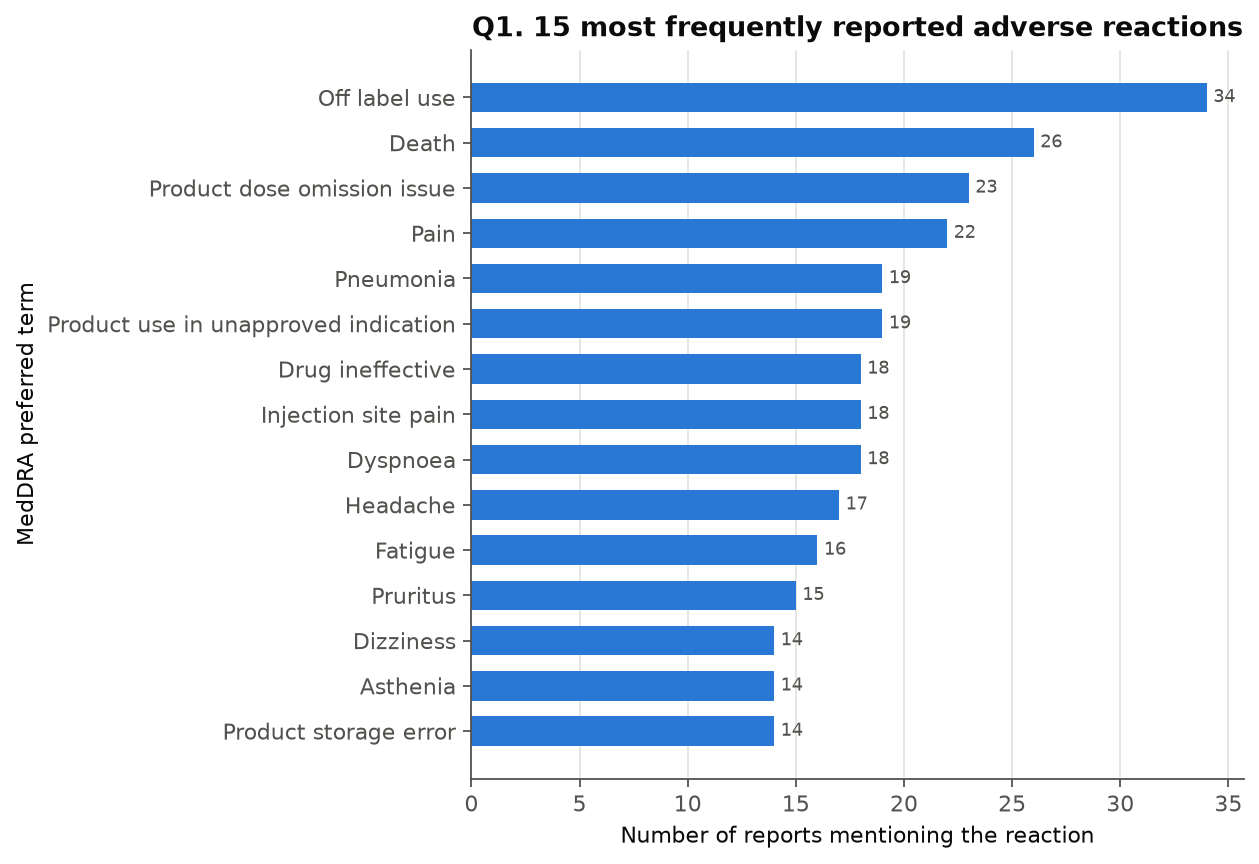 Q1. 15 most frequently reported adverse reactions
MedDRA preferred term
Off label use 34
Death 26
Product dose omission issue 23
Pain 22
Pneumonia 19
Product use in unapproved indication 19
Drug ineffective 18
Injection site pain 18
Dyspnoea 18
Headache 17
Fatigue 16
Pruritus 15
Dizziness 14
Asthenia 14
Product storage error 14
0 5 10 15 20 25 30 35
Number of reports mentioning the reaction